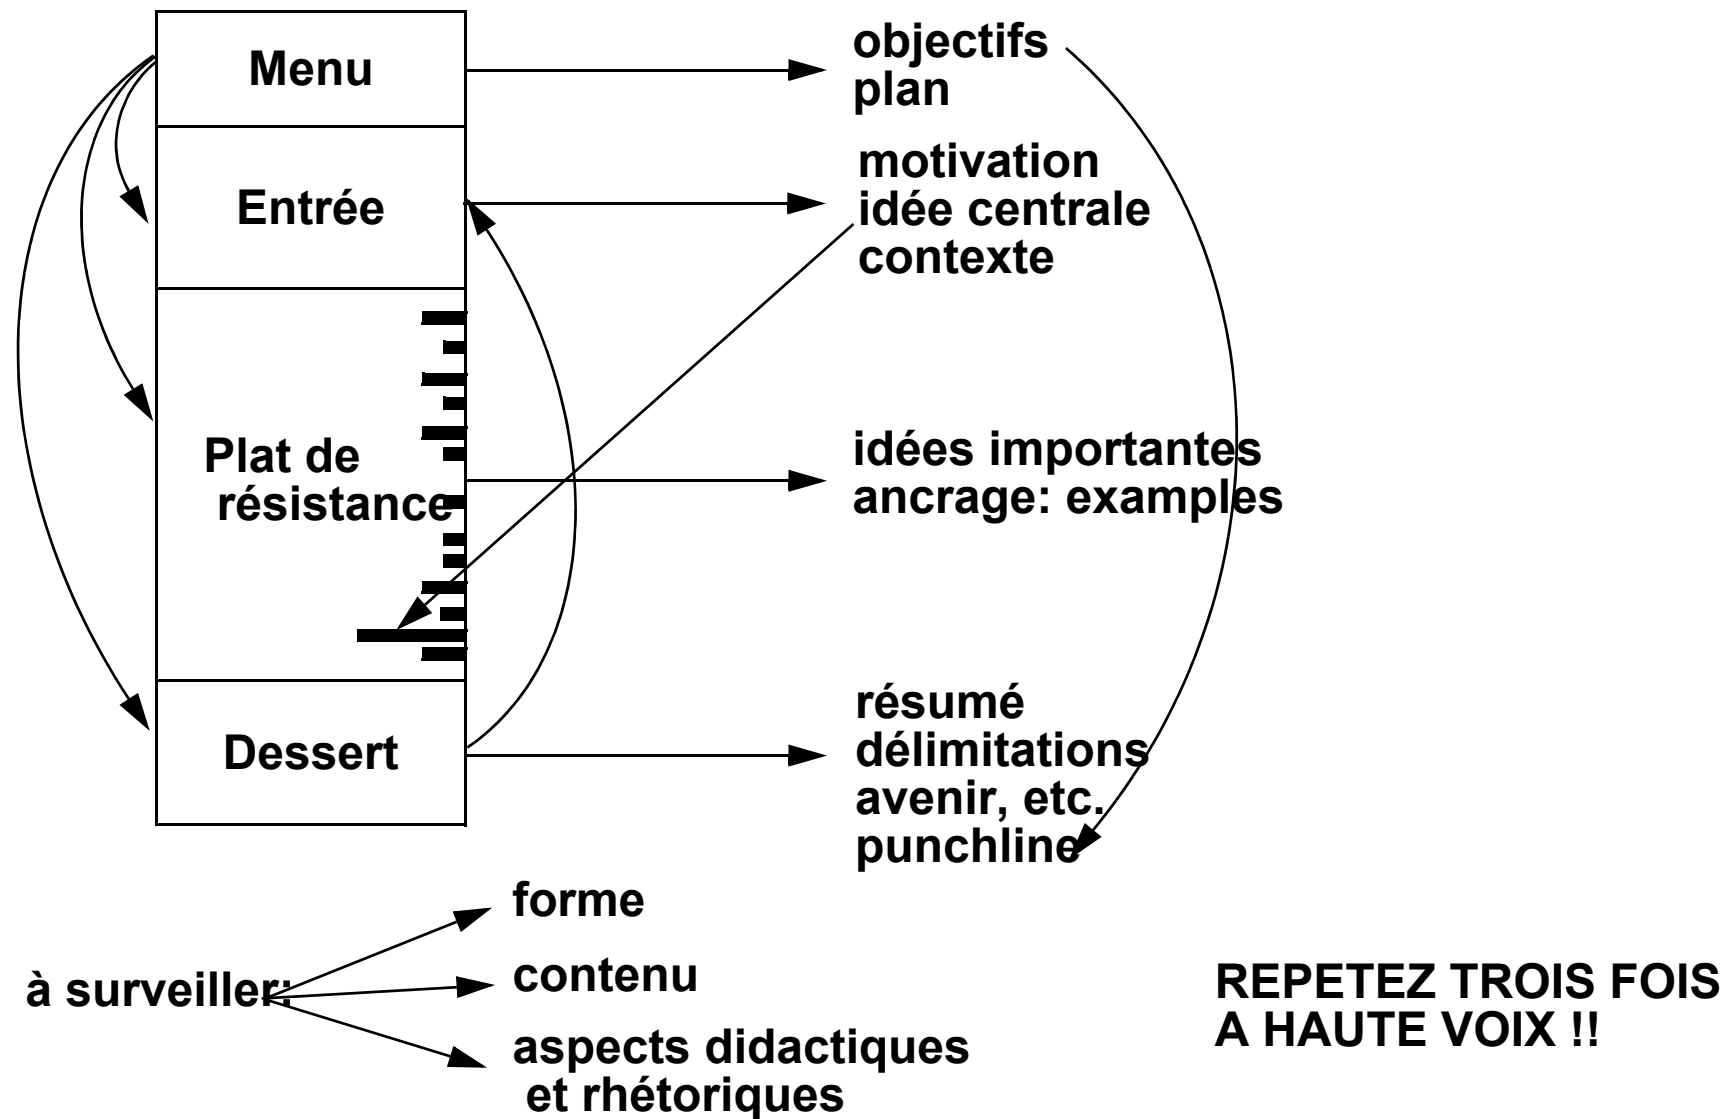 Menu
objectifs
plan
Entrée
motivation
idée centrale
contexte
Plat de
résistance
idées importantes
ancrage: examples
Dessert
résumé
délimitations
avenir, etc.
punchline
à surveiller:
forme
contenu
aspects didactiques
et rhétoriques
REPETEZ TROIS FOIS
A HAUTE VOIX !!